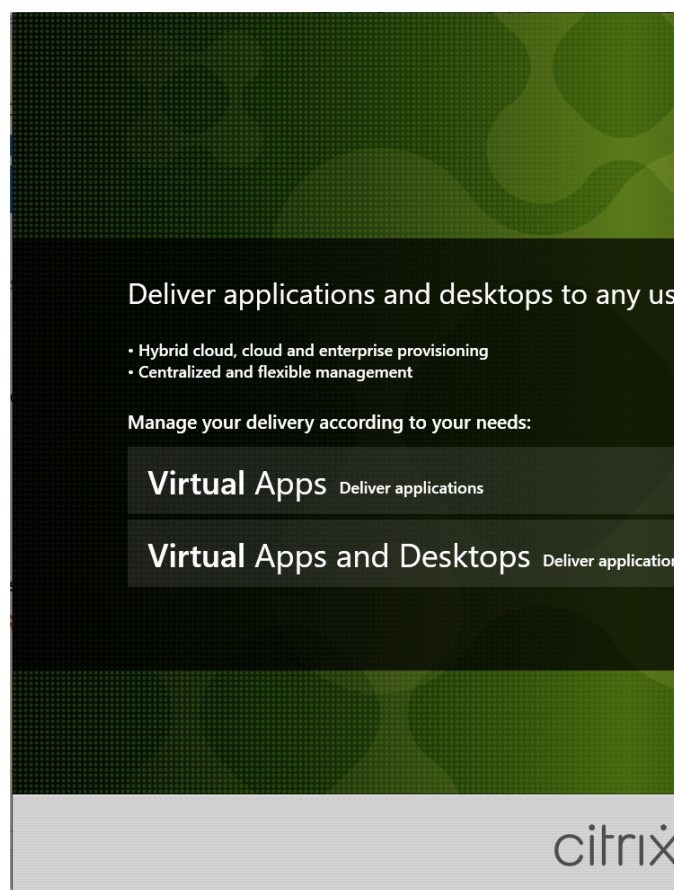 Deliver applications and desktops to any us
• Hybrid cloud, cloud and enterprise provisioning
• Centralized and flexible management
Manage your delivery according to your needs:
Virtual Apps Deliver applications
Virtual Apps and Desktops Deliver application
citrix